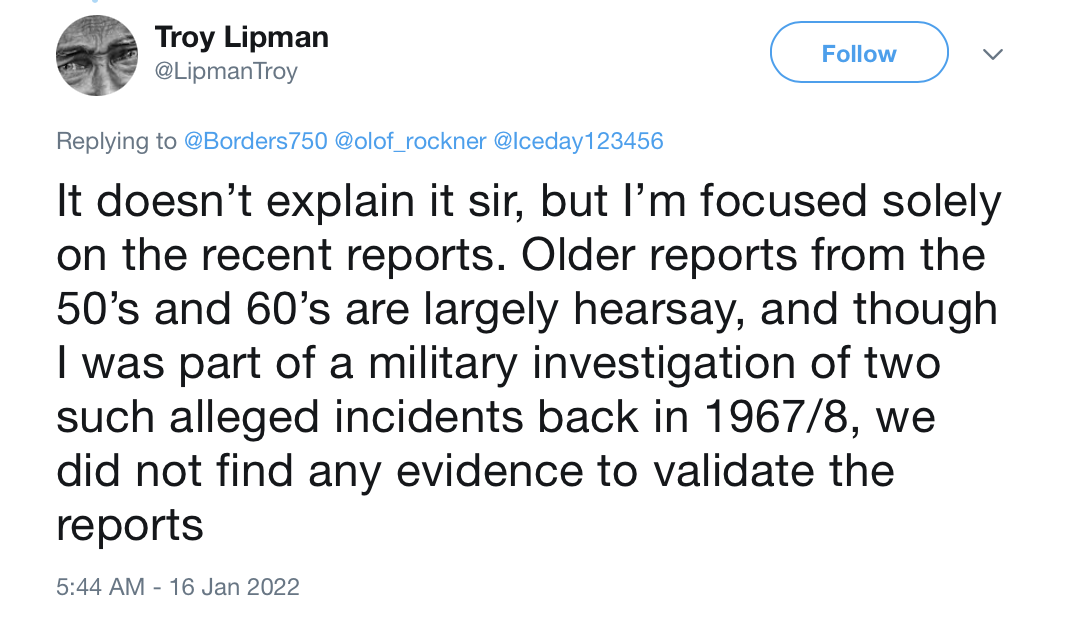 Troy Lipman
@LipmanTroy
Follow
Replying to @Borders750 @olof_rockner @Iceday123456
It doesn’t explain it sir, but I’m focused solely
on the recent reports. Older reports from the
50’s and 60’s are largely hearsay, and though
I was part of a military investigation of two
such alleged incidents back in 1967/8, we
did not find any evidence to validate the
reports
5:44 AM - 16 Jan 2022